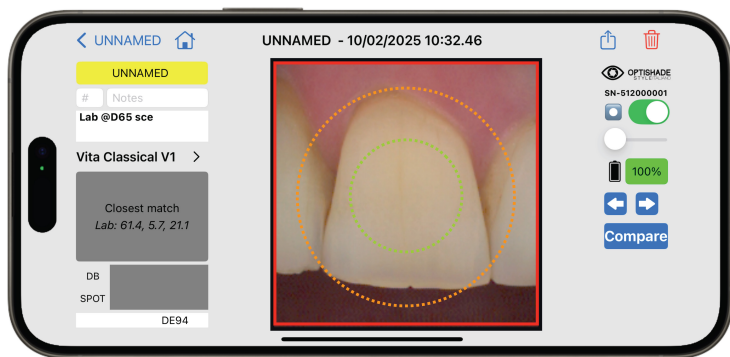 UNNAMED
UNNAMED - 10/02/2025 10:32.46
UNNAMED
# Notes
Lab @D65 sce
Vita Classical V1
Closest match
Lab: 61.4, 5.7, 21.1
DB
SPOT
DE94
OPTISHADE
STYLEITALIANO
SN-512000001
100%
Compare